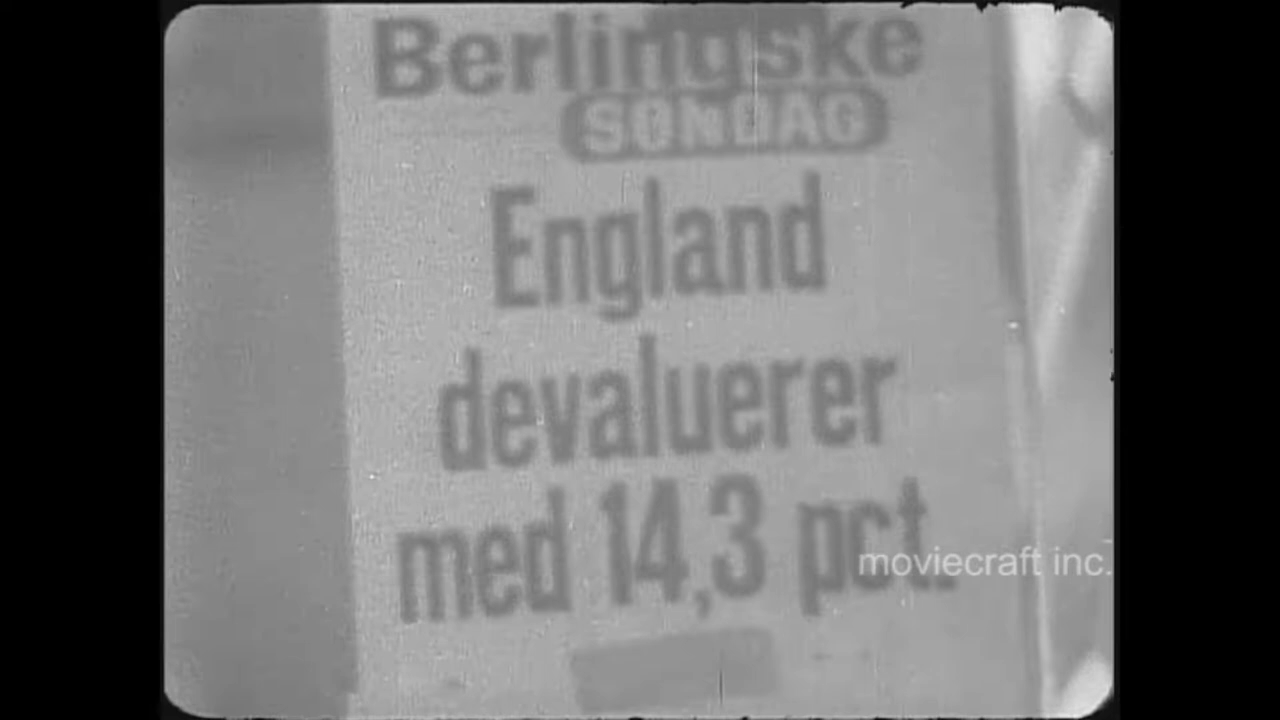 Berlingske
SØNDAG
England
devaluerer
med 14,3 pct.
moviecraft inc.